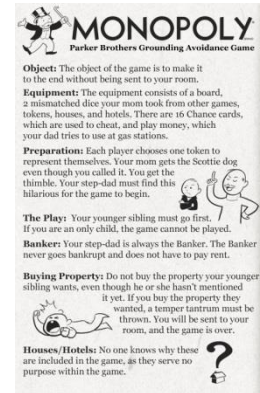 MONOPOLY
Parker Brothers Grounding Avoidance Game
Object: The object of the game is to make it
to the end without being sent to your room.
Equipment: The equipment consists of a board,
2 mismatched dice your mom took from other games,
tokens, houses, and hotels. There are 16 Chance cards,
which are used to cheat, and play money, which
your dad tries to use at gas stations.
Preparation: Each player chooses one token to
represent themselves. Your mom gets the Scottie dog
even though you called it. You get the
thimble. Your step-dad must find this
hilarious for the game to begin.
The Play: Your younger sibling must go first.
If you are an only child, the game cannot be played.
Banker: Your step-dad is always the Banker. The Banker
never goes bankrupt and does not have to pay rent.
Buying Property: Do not buy the property your younger
sibling wants, even though he or she hasn't mentioned
it yet. If you buy the property they
wanted, a temper tantrum must be
thrown. You will be sent to your
room, and the game is over.
Houses/Hotels: No one knows why these
are included in the game, as they serve no
purpose within the game.
?